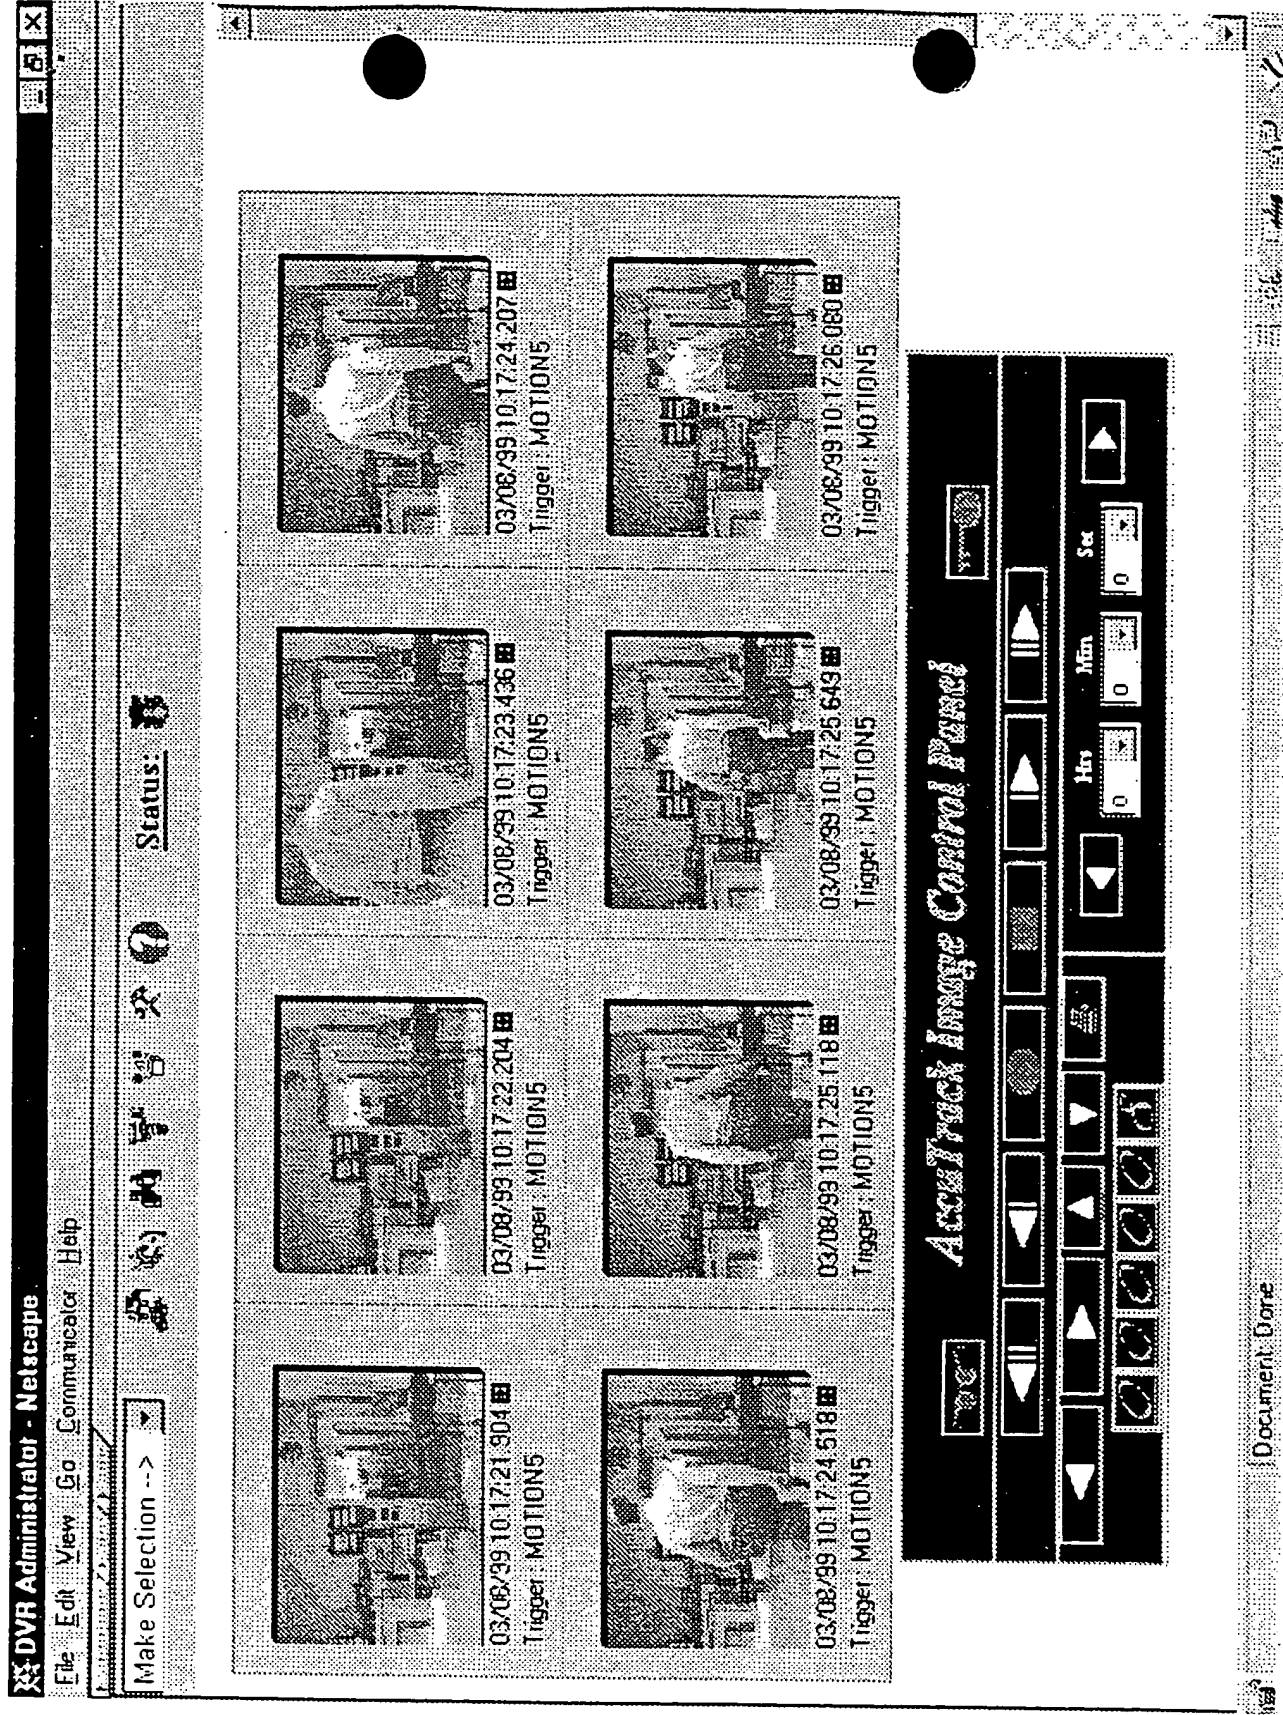 DVR Administrator - Netscape
File Edit View Go Communicator Help
Make Selection -->
Status:
03/08/99 10:17:21.904
Trigger : MOTION5
03/08/99 10:17:22.204
Trigger : MOTION5
03/08/99 10:17:23.436
Trigger : MOTION5
03/08/99 10:17:24.207
Trigger : MOTION5
03/08/99 10:17:24.618
Trigger : MOTION5
03/08/99 10:17:25.118
Trigger : MOTION5
03/08/99 10:17:25.649
Trigger : MOTION5
03/08/99 10:17:26.080
Trigger : MOTION5
AccuTrack Image Control Panel
Hrs Min Sec
0 0 0
Document: Done